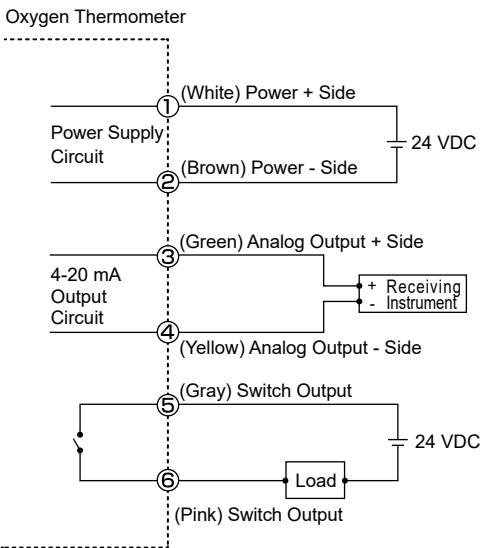 Oxygen Thermometer
① (White) Power + Side
Power Supply
Circuit
24 VDC
② (Brown) Power - Side
③ (Green) Analog Output + Side
4-20 mA
Output
Circuit
+ Receiving
- Instrument
④ (Yellow) Analog Output - Side
⑤ (Gray) Switch Output
24 VDC
⑥ Load
(Pink) Switch Output